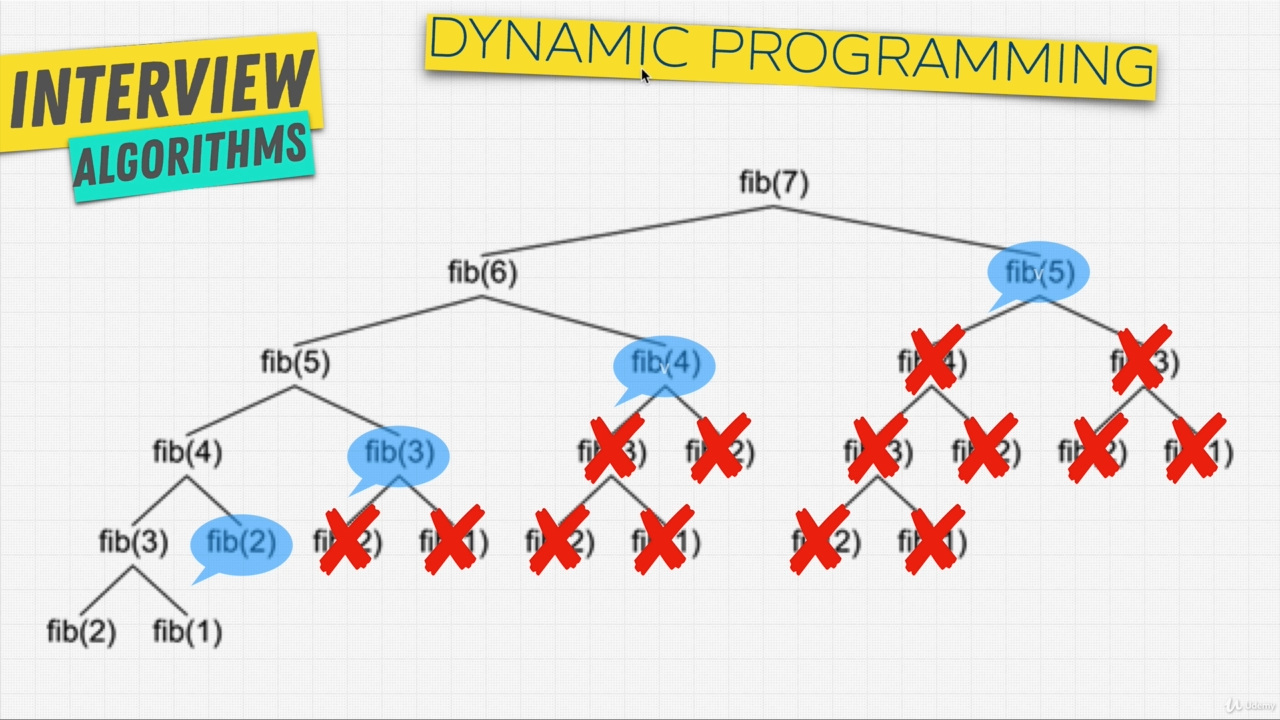 DYNAMIC PROGRAMMING
INTERVIEW
ALGORITHMS
fib(7)
fib(6) fib(5)
fib(5) fib(4) fib(4) fib(3)
fib(4) fib(3) fib(3) fib(2) fib(3) fib(2) fib(2) fib(1)
fib(3) fib(2) fib(2) fib(1) fib(2) fib(1) fib(2) fib(1)
fib(2) fib(1)
Udemy